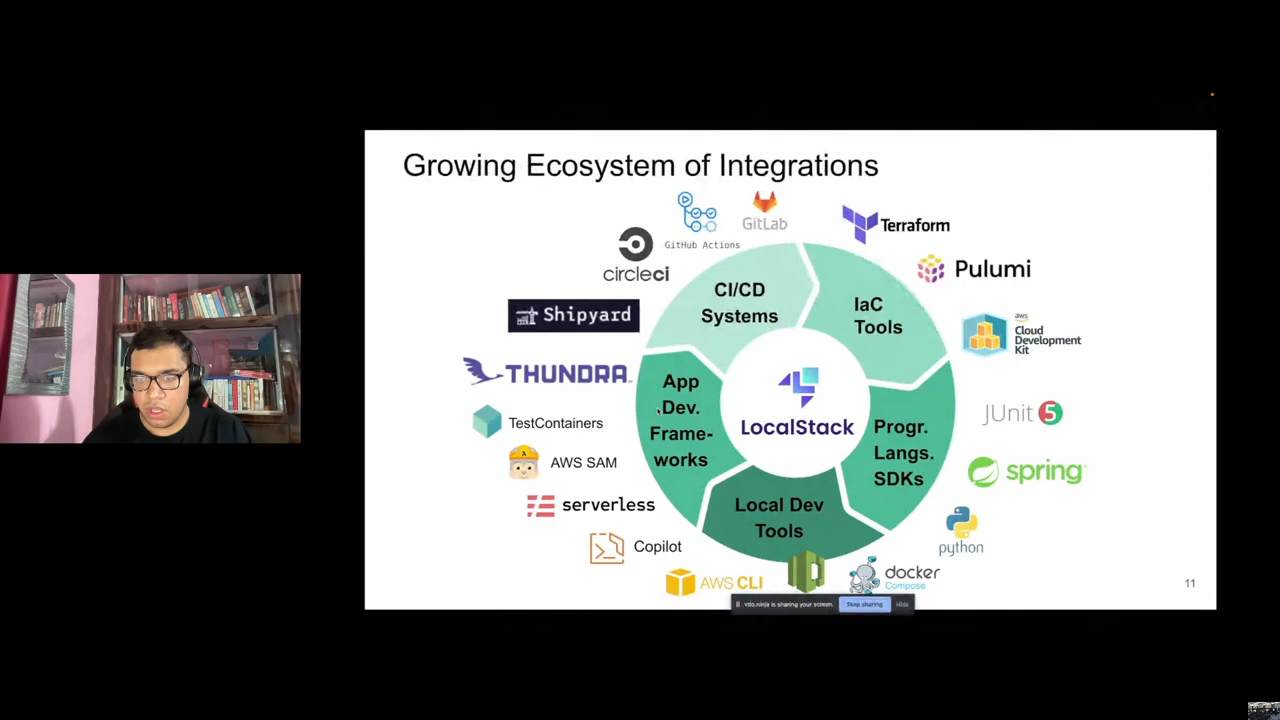 Growing Ecosystem of Integrations
GitHub Actions
GitLab
Terraform
circleci
Pulumi
Shipyard
CI/CD
Systems
IaC
Tools
aws
Cloud
Development
Kit
THUNDRA
App
Dev.
Frame-
works
LocalStack
Progr.
Langs.
SDKs
JUnit 5
TestContainers
AWS SAM
spring
serverless
Local Dev
Tools
python
Copilot
AWS CLI
docker
Compose
11
vdo.ninja is sharing your screen.
Stop sharing
Hide